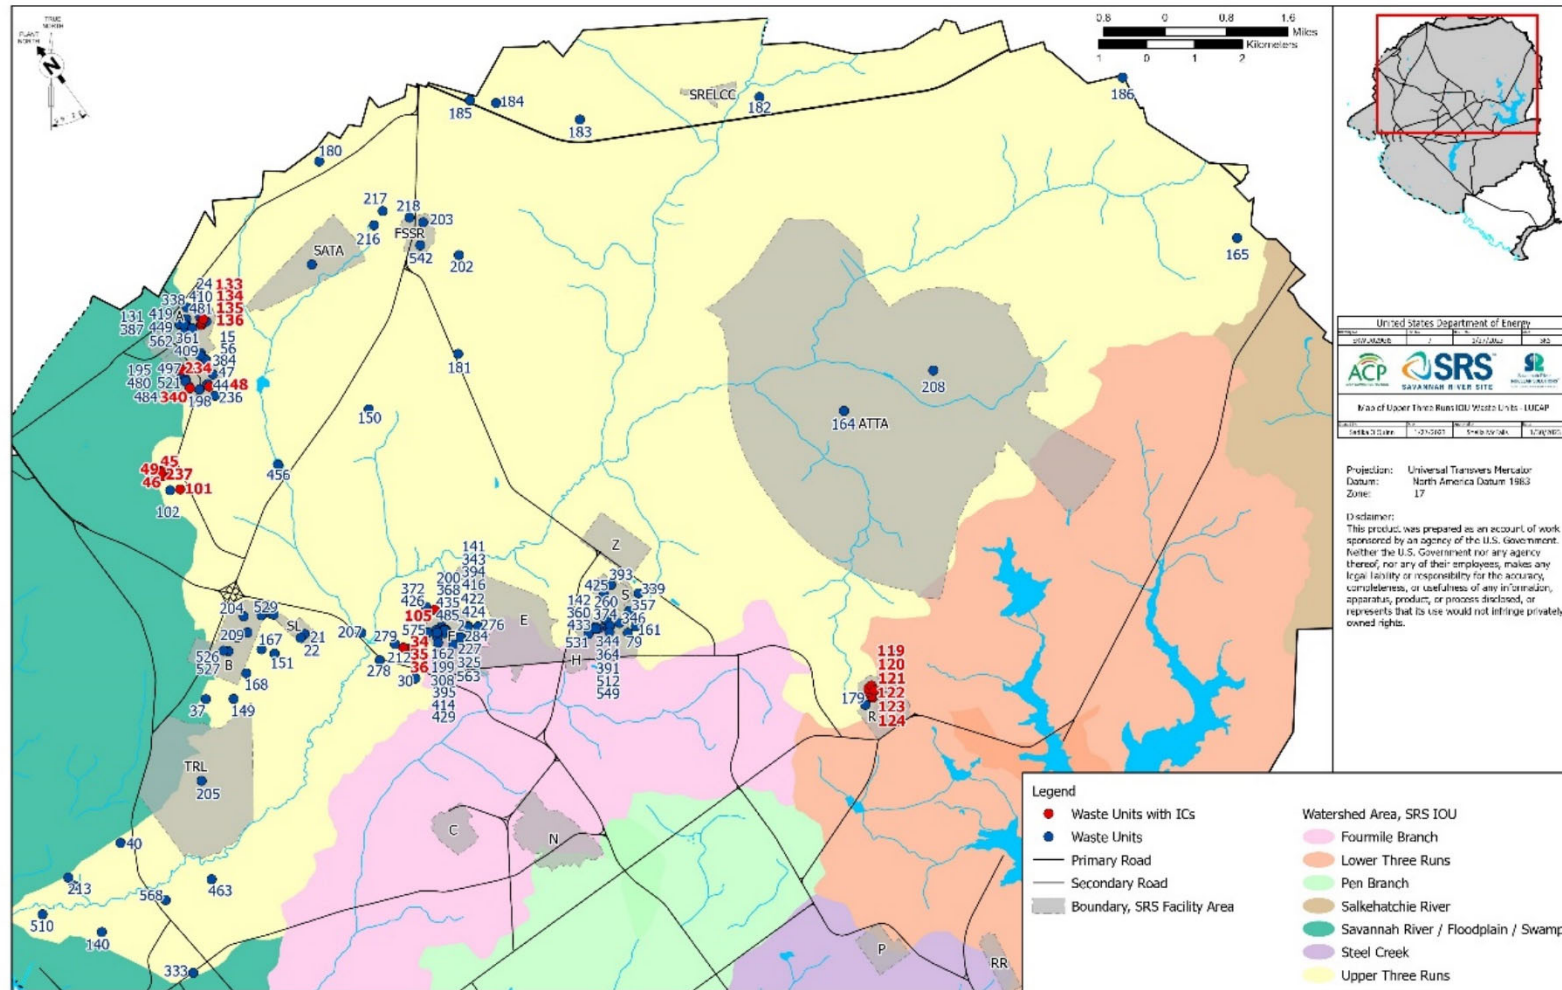 TRUE
NORTH
PLANT
NORTH
0.8 0 0.8 1.6
Miles
Kilometers
1 0 1 2
SRELCC
182
186
185
184
183
180
217
218
203
FSSR
216
542
202
SATA
165
24 133
338 410 134
131 419 481 135
387 449 A 136
562 361 15
409 56
384
195 497 234 47
480 521 44 48
484 340 198 236
181
150
208
164 ATTA
45
49 237
46 101
102
456
141
343
200 394
372 368 416
426 435 422
105 485 424
575 276
F 284
34 162 227
35 199 325
36 308 563
395
414
429
E
207
279
212
278
30
Z
393
425 S 339
142 260 357
360 374 346
433 161
531 79
H 344
364
391
512
549
204 529
SL
209 21
22
167
526 151
527 B
168
37 149
TRL
205
119
120
121
179 122
123
R 124
40
213
463
568
510
140
333
C
N
P
RR
Legend
Waste Units with ICs
Waste Units
Primary Road
Secondary Road
Boundary, SRS Facility Area
Watershed Area, SRS IOU
Fourmile Branch
Lower Three Runs
Pen Branch
Salkehatchie River
Savannah River / Floodplain / Swamp
Steel Creek
Upper Three Runs
United States Department of Energy
ACP
SRS™
SAVANNAH RIVER SITE
Map of Upper Three Runs IOU Waste Units - LUCAP
Projection: Universal Transvers Mercator
Datum: North America Datum 1983
Zone: 17
Disclaimer:
This product was prepared as an account of work
sponsored by an agency of the U.S. Government.
Neither the U.S. Government nor any agency
thereof, nor any of their employees, makes any
legal liability or responsibility for the accuracy,
completeness, or usefulness of any information,
apparatus, product, or process disclosed, or
represents that its use would not infringe privately
owned rights.